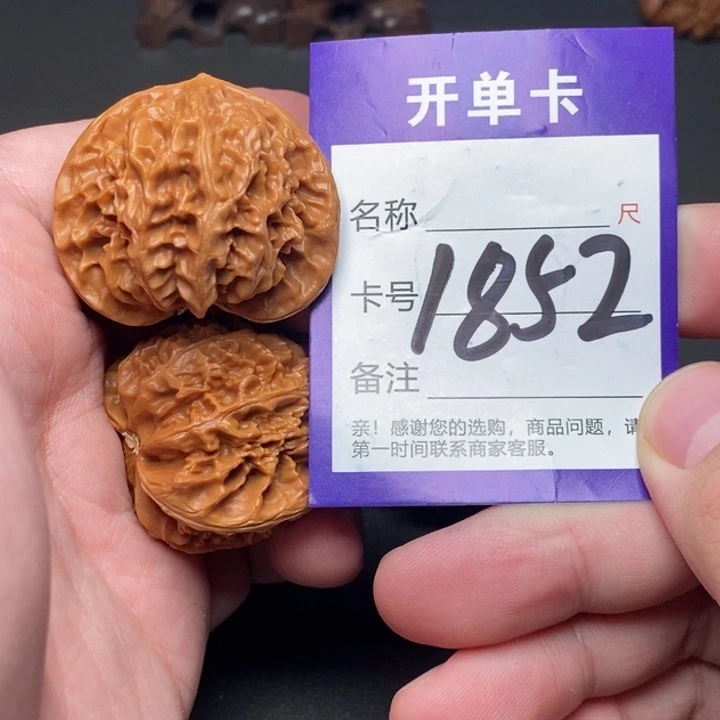 开单卡
名称 尺
卡号 1852
备注
亲！感谢您的选购，商品问题，请
第一时间联系商家客服。